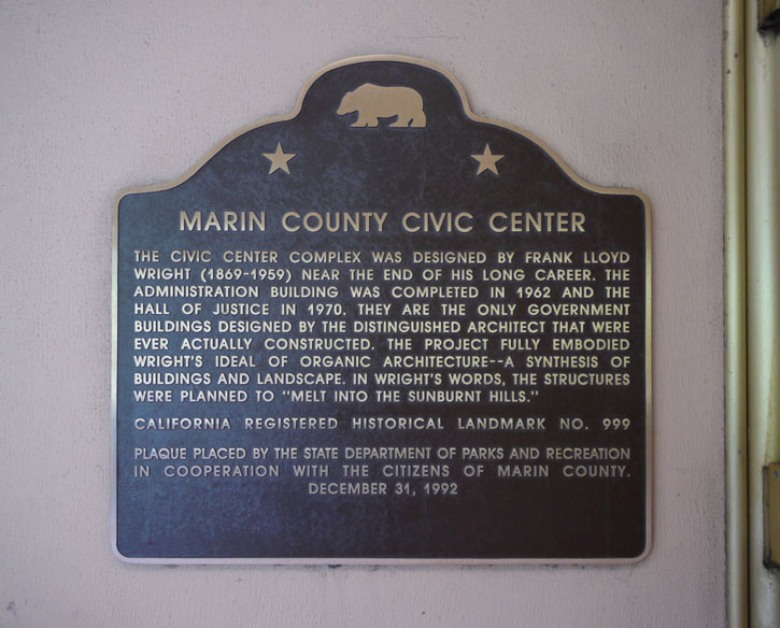 MARIN COUNTY CIVIC CENTER
THE CIVIC CENTER COMPLEX WAS DESIGNED BY FRANK LLOYD
WRIGHT (1869-1959) NEAR THE END OF HIS LONG CAREER. THE
ADMINISTRATION BUILDING WAS COMPLETED IN 1962 AND THE
HALL OF JUSTICE IN 1970. THEY ARE THE ONLY GOVERNMENT
BUILDINGS DESIGNED BY THE DISTINGUISHED ARCHITECT THAT WERE
EVER ACTUALLY CONSTRUCTED. THE PROJECT FULLY EMBODIED
WRIGHT'S IDEAL OF ORGANIC ARCHITECTURE--A SYNTHESIS OF
BUILDINGS AND LANDSCAPE. IN WRIGHT'S WORDS, THE STRUCTURES
WERE PLANNED TO "MELT INTO THE SUNBURNT HILLS."
CALIFORNIA REGISTERED HISTORICAL LANDMARK NO. 999
PLAQUE PLACED BY THE STATE DEPARTMENT OF PARKS AND RECREATION
IN COOPERATION WITH THE CITIZENS OF MARIN COUNTY.
DECEMBER 31, 1992